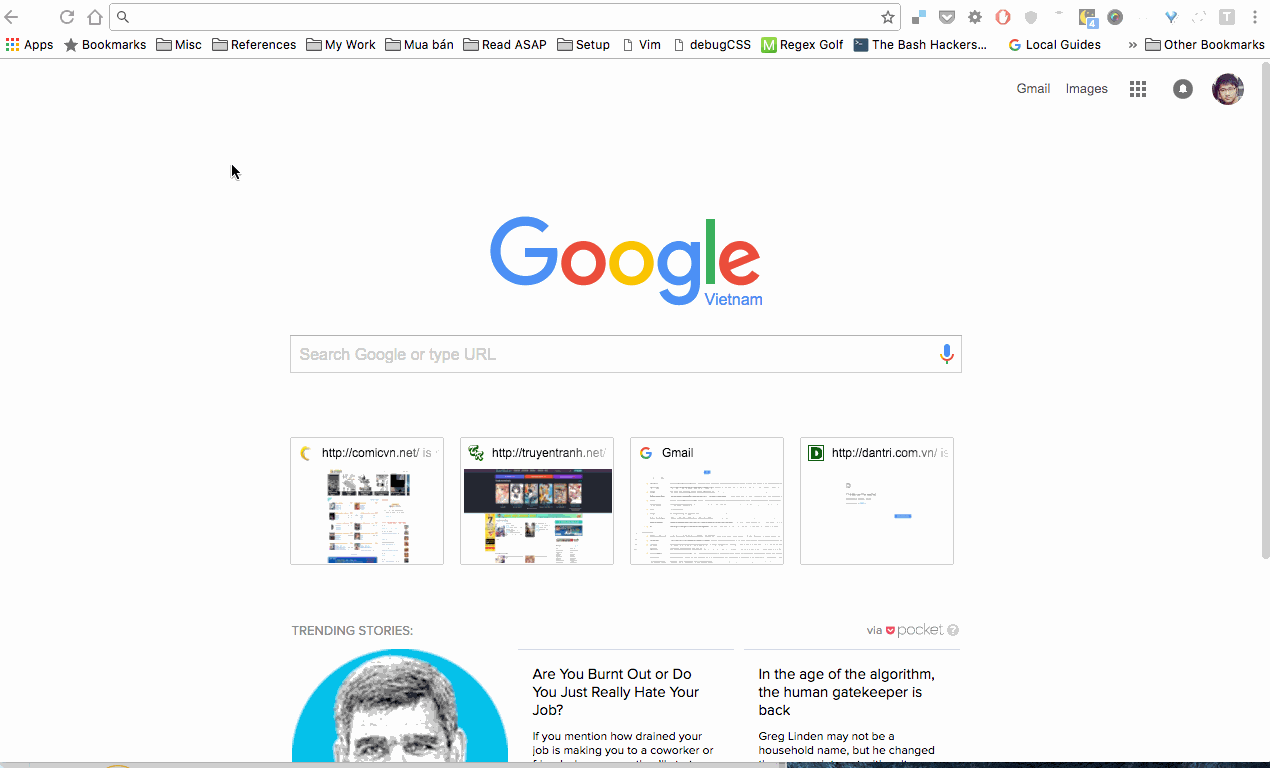 4
T
Apps Bookmarks Misc References My Work Mua bán Read ASAP Setup Vim debugCSS M Regex Golf The Bash Hackers... Local Guides » Other Bookmarks
Gmail Images
Google
Vietnam
Search Google or type URL
http://comicvn.net/ is
http://truyentranh.net/
Gmail
D http://dantri.com.vn/ is
TRENDING STORIES:
via pocket ?
Are You Burnt Out or Do
You Just Really Hate Your
Job?
If you mention how drained your
job is making you to a coworker or
In the age of the algorithm,
the human gatekeeper is
back
Greg Linden may not be a
household name, but he changed